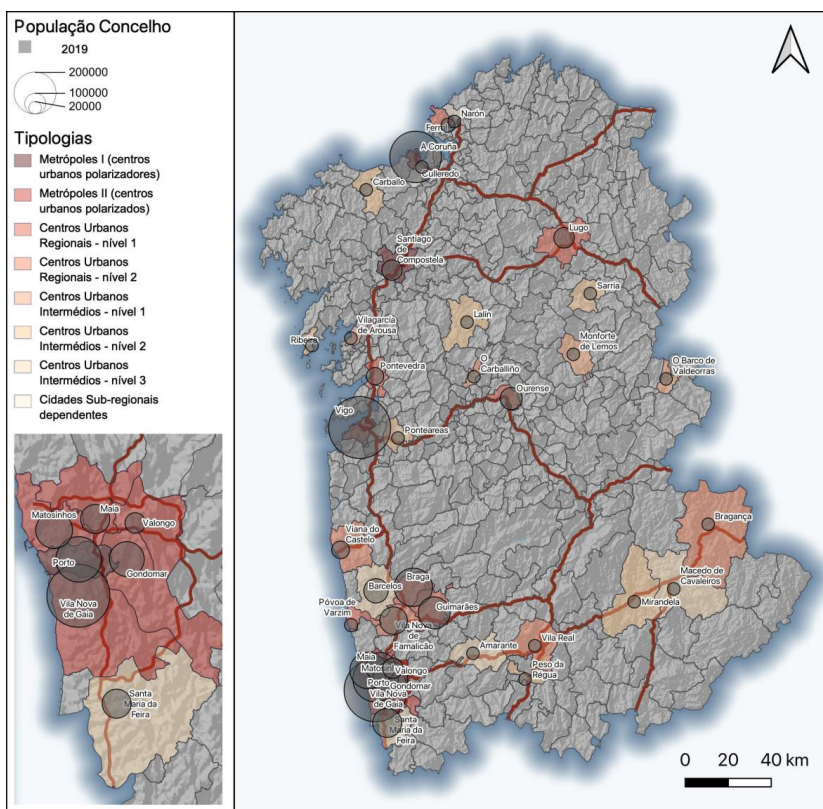 População Concelho
2019
200000
100000
20000
Tipologias
Metrópoles I (centros
urbanos polarizadores)
Metrópoles II (centros
urbanos polarizados)
Centros Urbanos
Regionais - nível 1
Centros Urbanos
Regionais - nível 2
Centros Urbanos
Intermédios - nível 1
Centros Urbanos
Intermédios - nível 2
Centros Urbanos
Intermédios - nível 3
Cidades Sub-regionais
dependentes
Matosinhos
Maia
Valongo
Porto
Gondomar
Vila Nova
de Gaia
Santa
Maria da
Feira
Narón
Ferrol
A Coruña
Culleredo
Carballo
Lugo
Santiago
de
Compostela
Sarria
Lalín
Vilagarcía
de Arousa
Ribeira
Monforte
de Lemos
O
Carballiño
O Barco de
Valdeorras
Pontevedra
Ourense
Vigo
Ponteareas
Viana do
Castelo
Bragança
Braga
Barcelos
Macedo de
Cavaleiros
Mirandela
Guimarães
Póvoa de
Varzim
Vila Nova
de
Famalicão
Amarante
Vila Real
Maia
Valongo
Matosin
Porto
Gondomar
Peso da
Régua
Vila Nova
de Gaia
Santa
Maria da
Feira
0 20 40 km